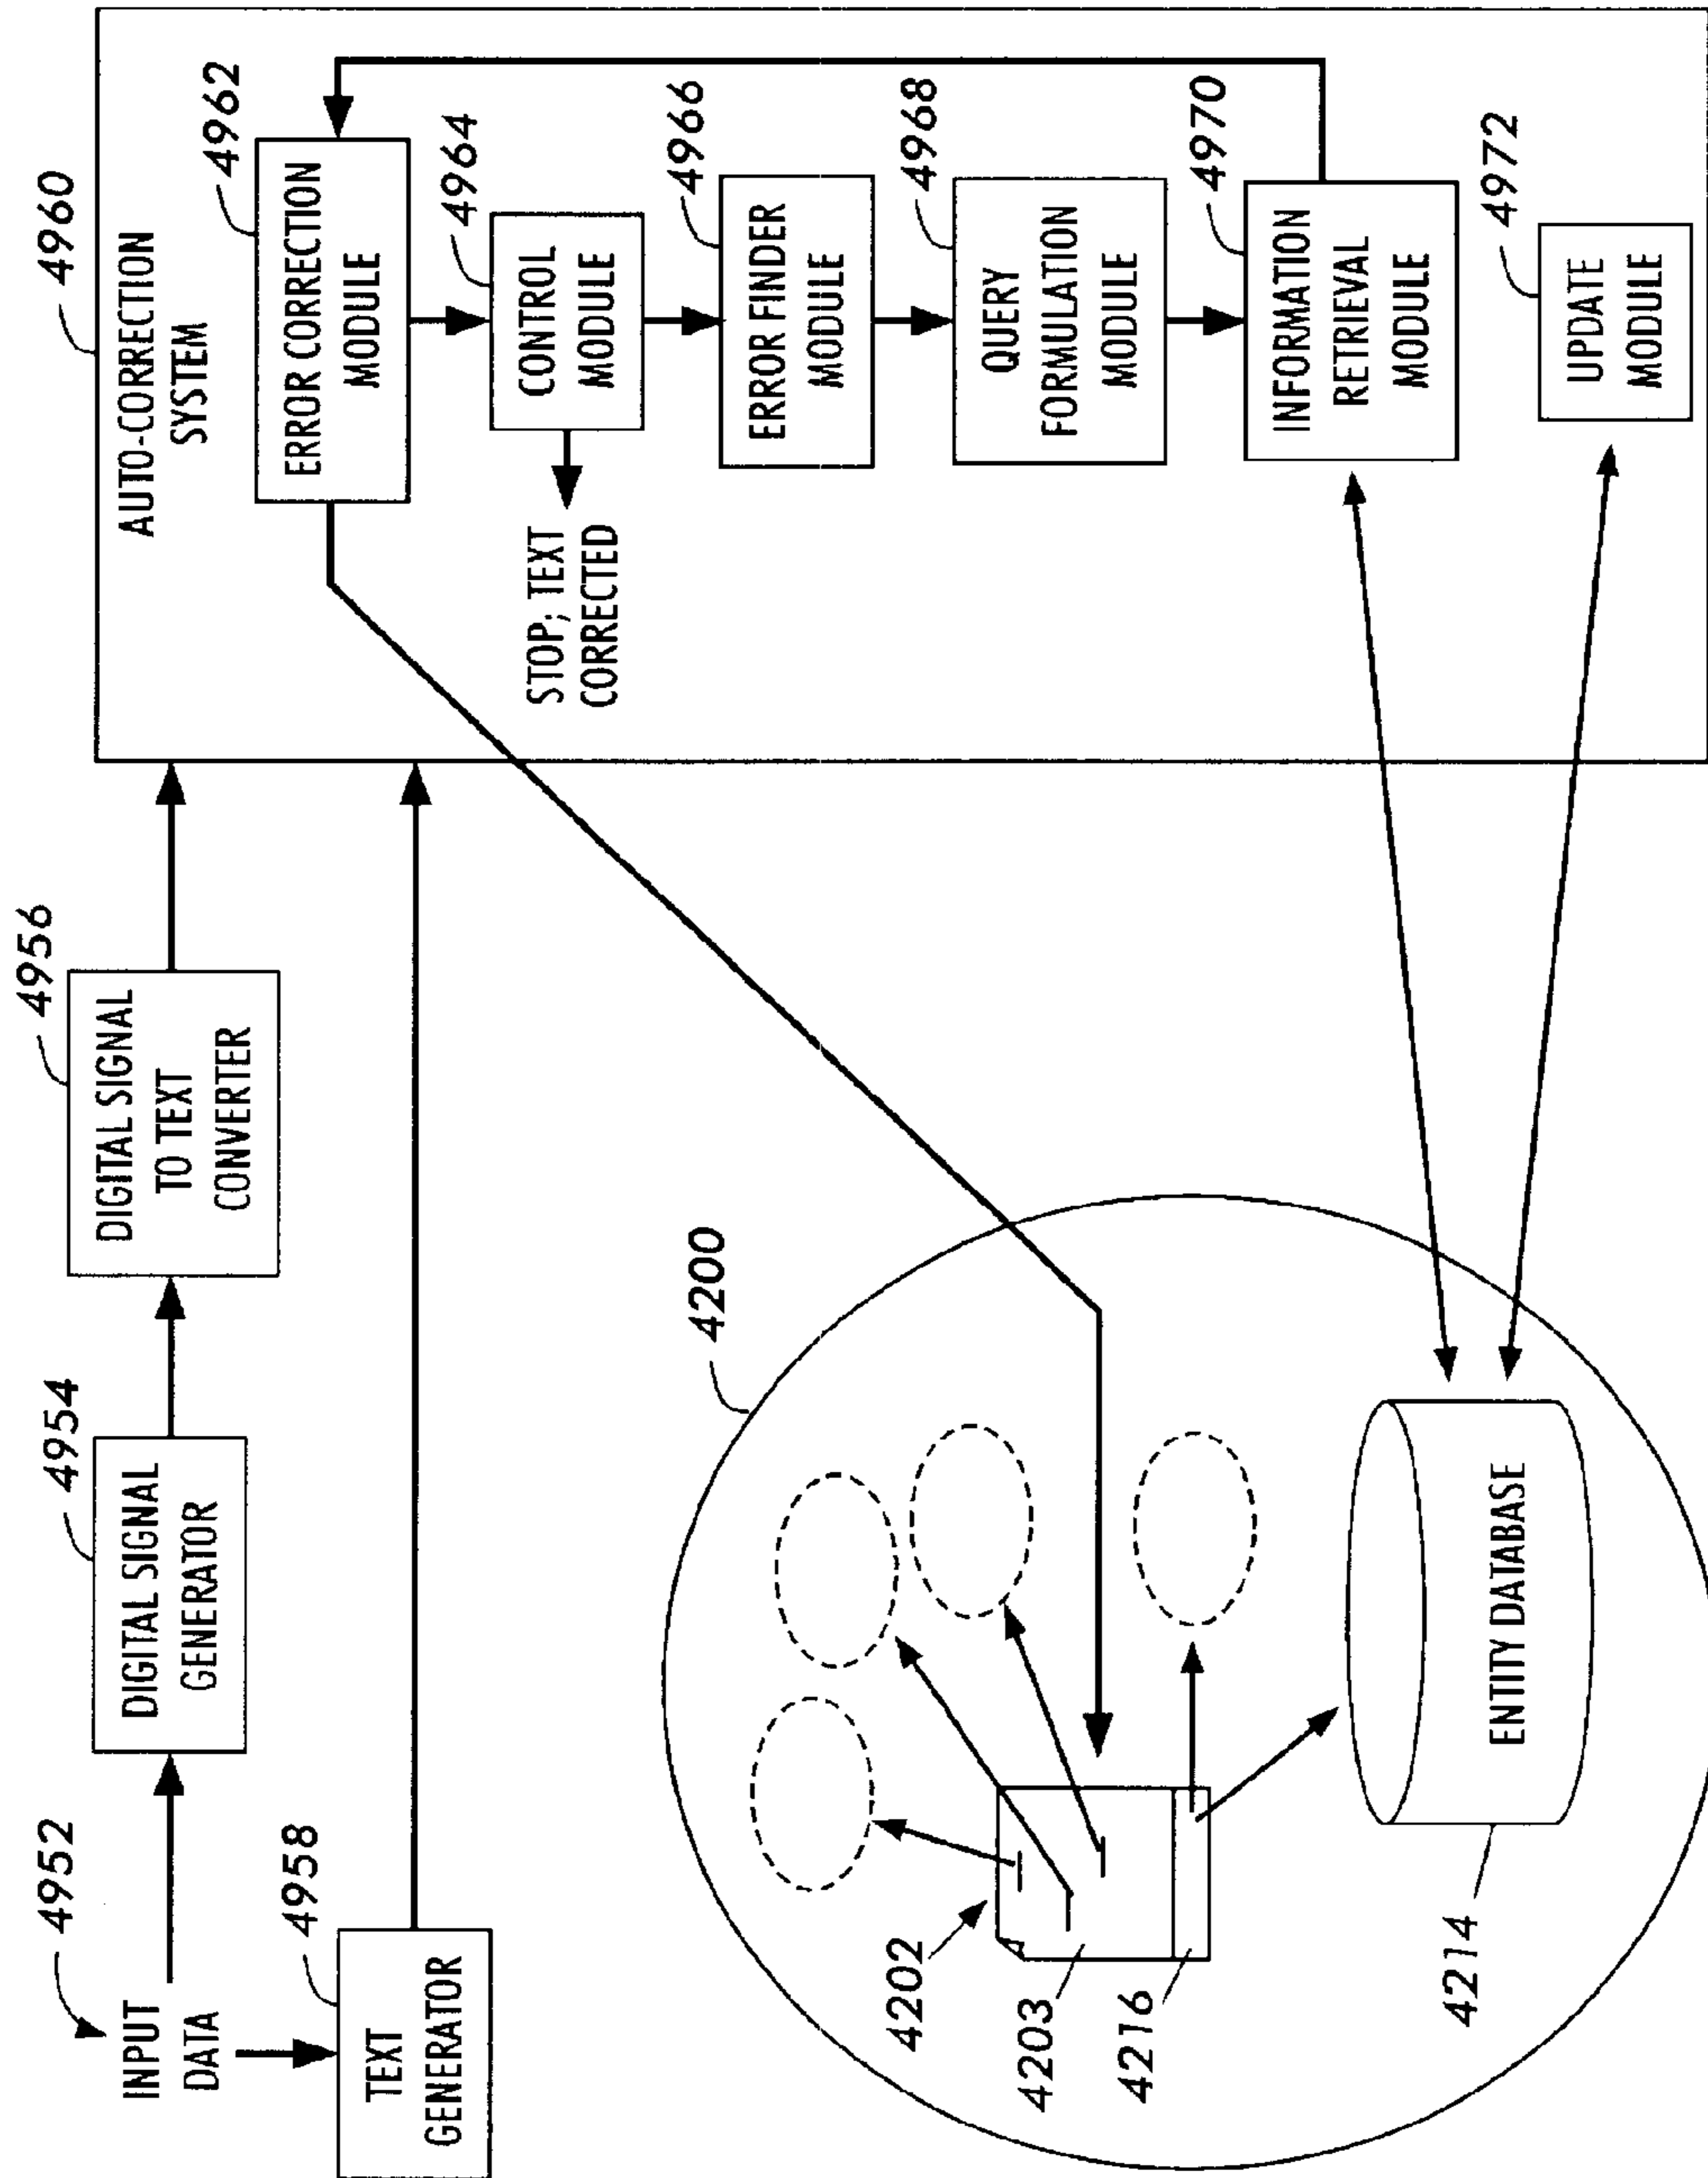 4952
INPUT
DATA
4954
DIGITAL SIGNAL
GENERATOR
4956
DIGITAL SIGNAL
TO TEXT
CONVERTER
4958
TEXT
GENERATOR
4960
AUTO-CORRECTION
SYSTEM
4962
ERROR CORRECTION
MODULE
4964
CONTROL
MODULE
STOP; TEXT
CORRECTED
4966
ERROR FINDER
MODULE
4968
QUERY
FORMULATION
MODULE
4970
INFORMATION
RETRIEVAL
MODULE
4972
UPDATE
MODULE
4200
4202
4203
4216
4214
ENTITY DATABASE